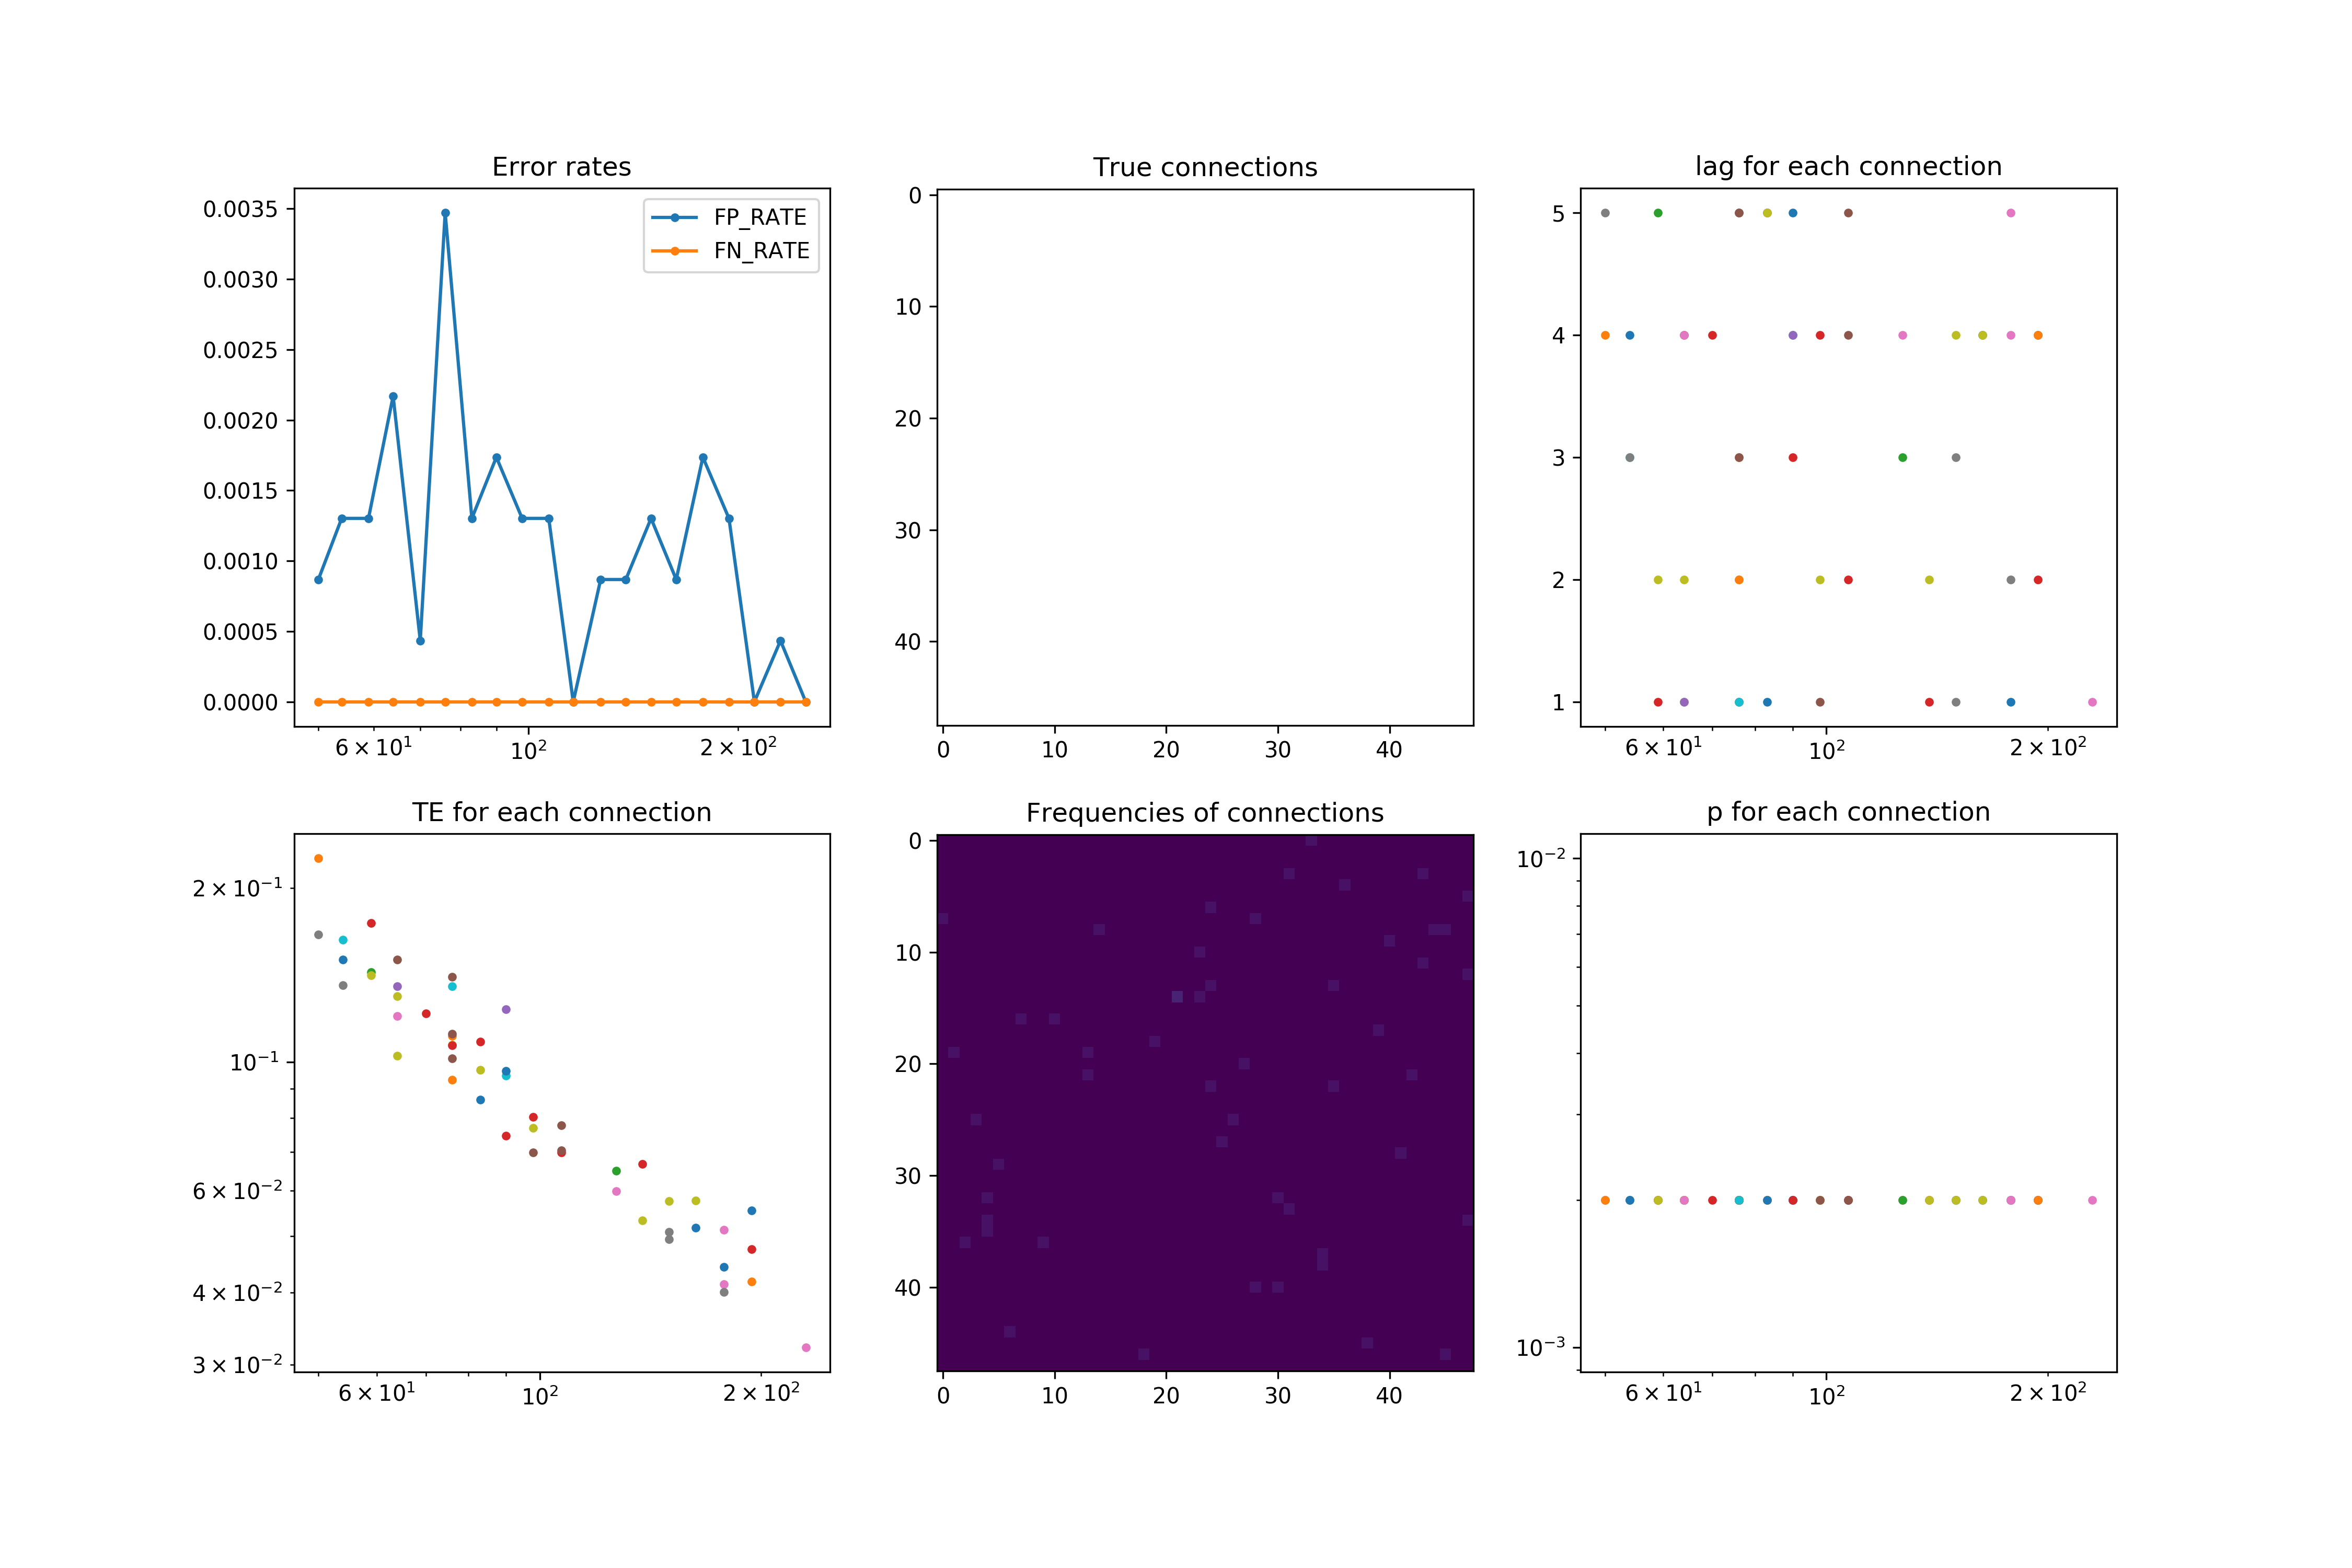 Error rates
0.0035
0.0030
0.0025
0.0020
0.0015
0.0010
0.0005
0.0000
FP_RATE
FN_RATE
6 × 10¹
10²
2 × 10²
True connections
0
10
20
30
40
0
10
20
30
40
lag for each connection
5
4
3
2
1
6 × 10¹
10²
2 × 10²
TE for each connection
2 × 10⁻¹
10⁻¹
6 × 10⁻²
4 × 10⁻²
3 × 10⁻²
6 × 10¹
10²
2 × 10²
Frequencies of connections
0
10
20
30
40
0
10
20
30
40
p for each connection
10⁻²
10⁻³
6 × 10¹
10²
2 × 10²